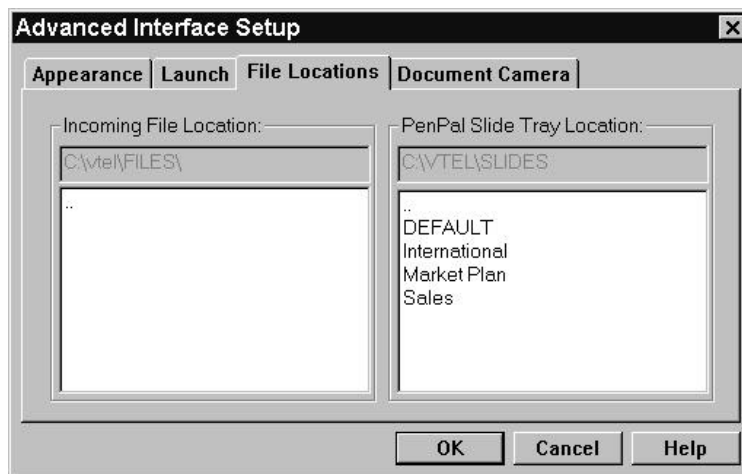 Advanced Interface Setup
Appearance Launch File Locations Document Camera
Incoming File Location:
C:\vtel\FILES\
..
PenPal Slide Tray Location:
C:\VTEL\SLIDES
..
DEFAULT
International
Market Plan
Sales
OK Cancel Help